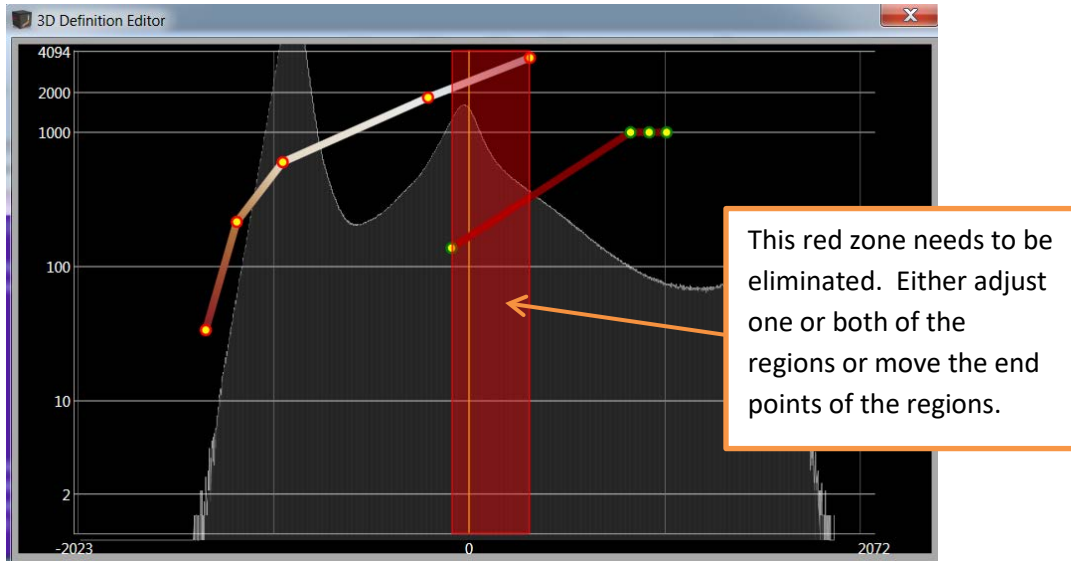 3D Definition Editor
4094
2000
1000
100
10
2
-2023
0
2072
This red zone needs to be
eliminated.  Either adjust
one or both of the
regions or move the end
points of the regions.